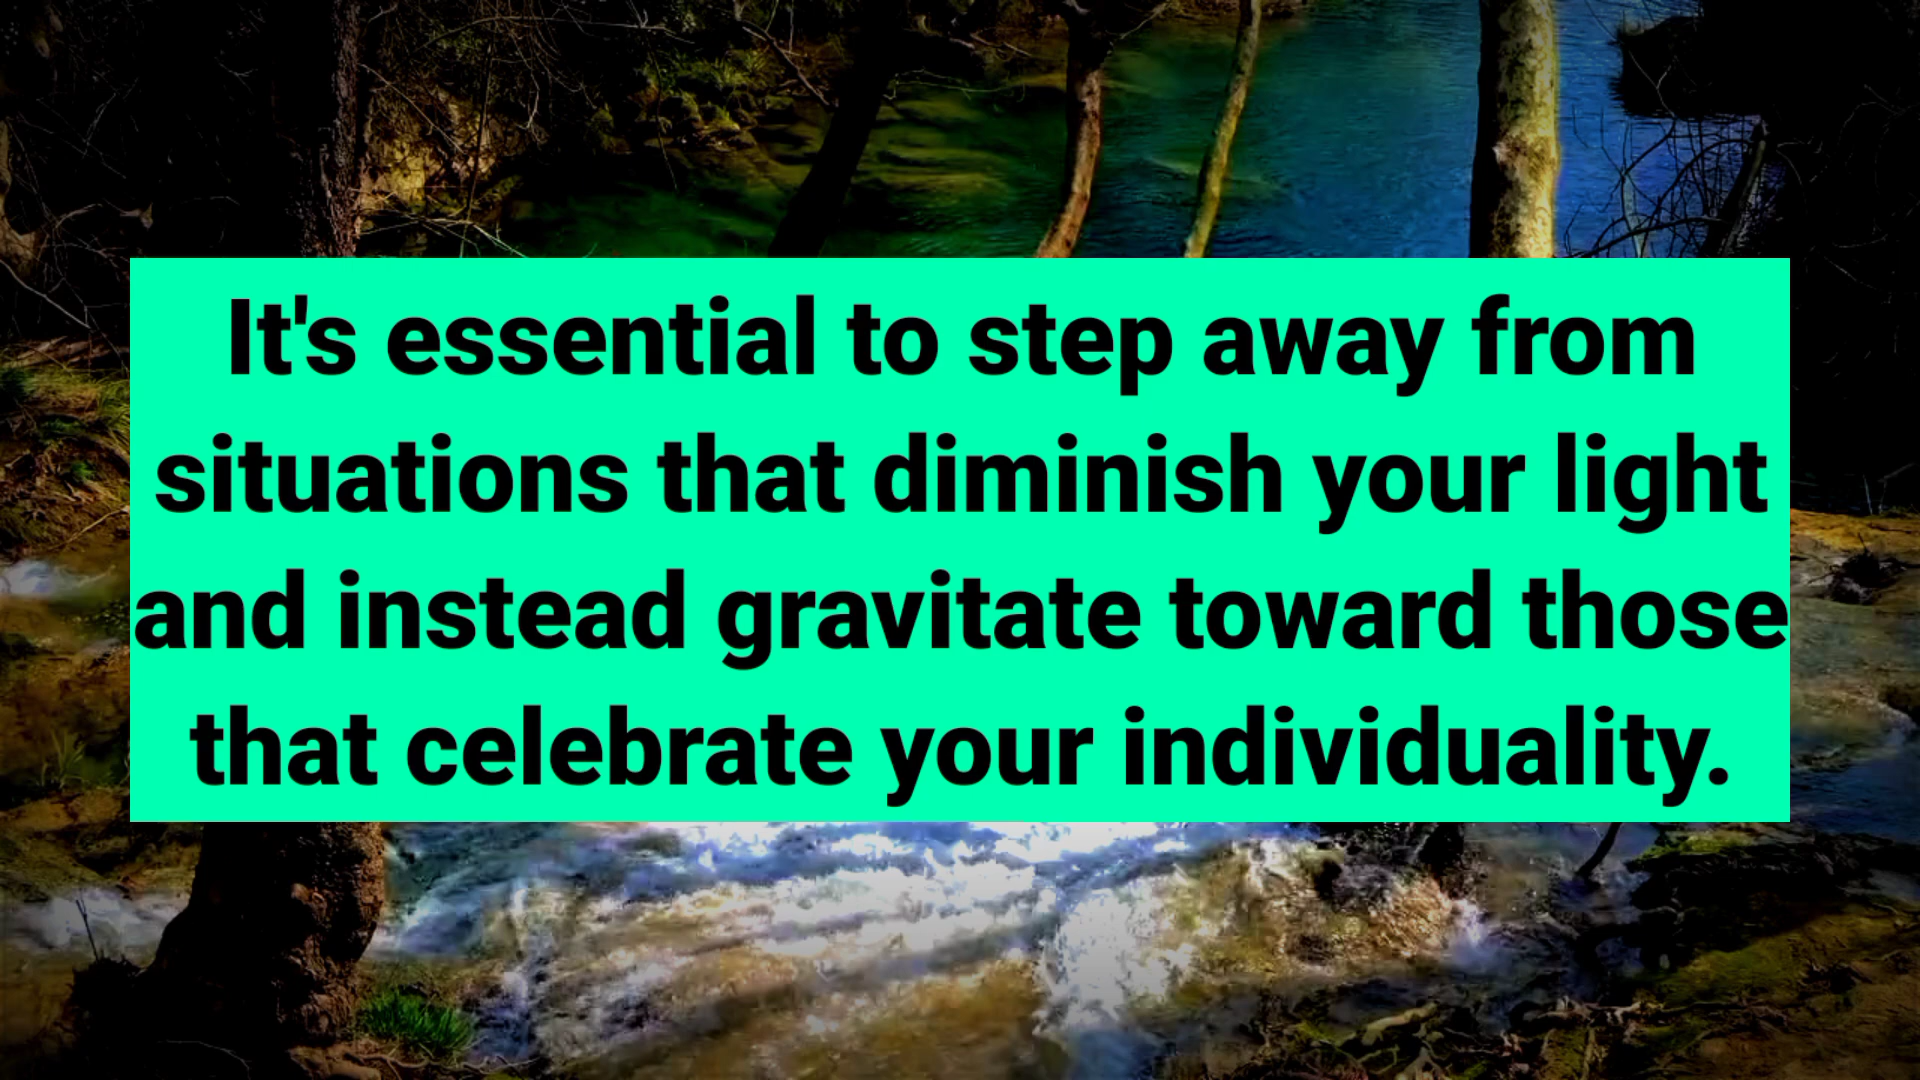 It's essential to step away from
situations that diminish your light
and instead gravitate toward those
that celebrate your individuality.